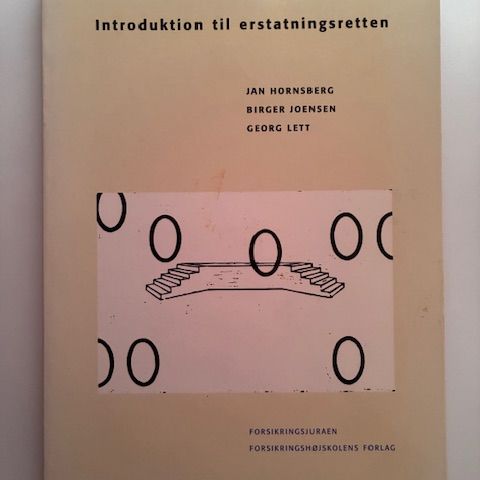 Introduktion til erstatningsretten
JAN HORNSBERG
BIRGER JOENSEN
GEORG LETT
FORSIKRINGSJURAEN
FORSIKRINGSHØJSKOLENS FORLAG